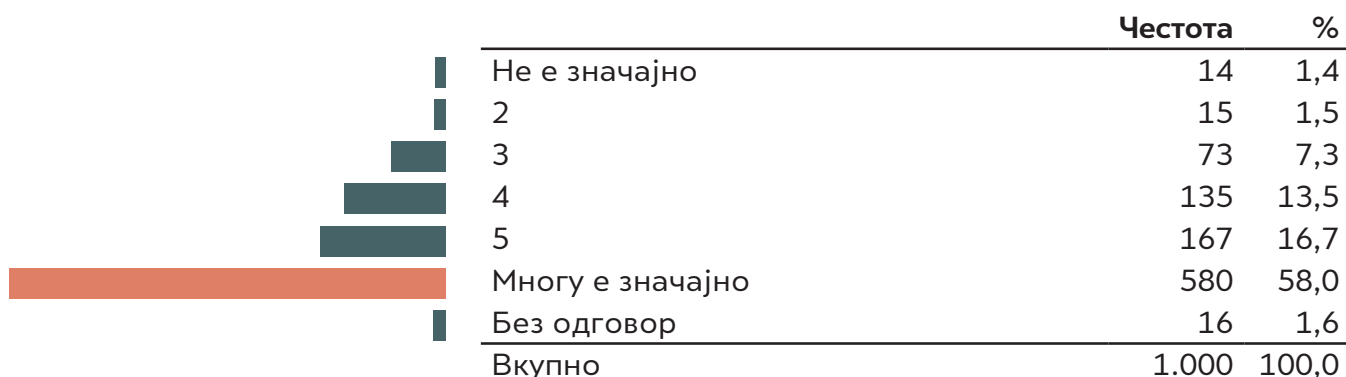 Честота %
Не е значајно 14 1,4
2 15 1,5
3 73 7,3
4 135 13,5
5 167 16,7
Многу е значајно 580 58,0
Без одговор 16 1,6
Вкупно 1.000 100,0